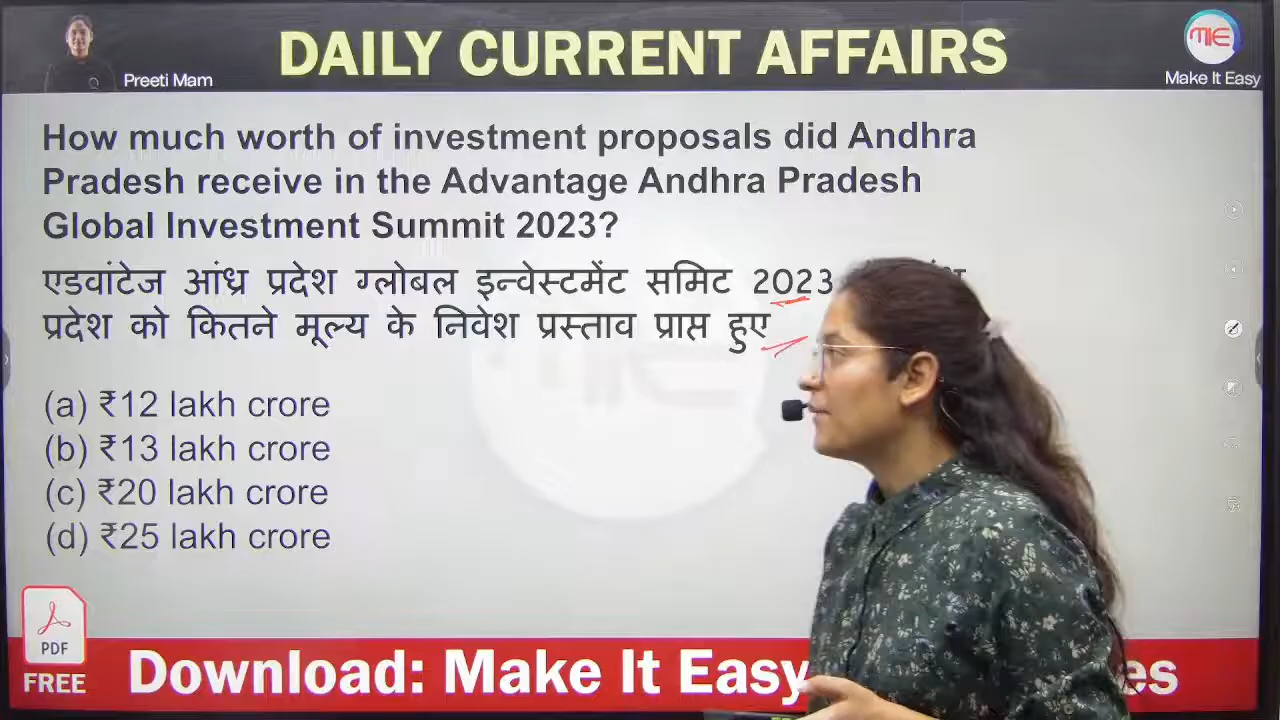 DAILY CURRENT AFFAIRS
Preeti Mam
Make It Easy
How much worth of investment proposals did Andhra
Pradesh receive in the Advantage Andhra Pradesh
Global Investment Summit 2023?
एडवांटेज आंध्र प्रदेश ग्लोबल इन्वेस्टमेंट समिट 2023
प्रदेश को कितने मूल्य के निवेश प्रस्ताव प्राप्त हुए
(a) ₹12 lakh crore
(b) ₹13 lakh crore
(c) ₹20 lakh crore
(d) ₹25 lakh crore
PDF
FREE
Download: Make It Easy